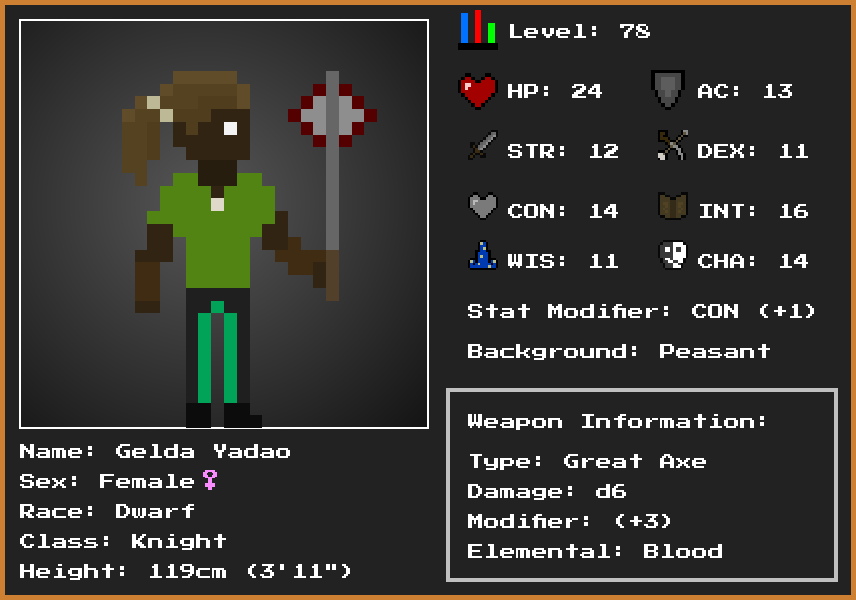 Level: 78
HP: 24 AC: 13
STR: 12 DEX: 11
CON: 14 INT: 16
WIS: 11 CHA: 14
Stat Modifier: CON (+1)
Background: Peasant
Weapon Information:
Type: Great Axe
Damage: d6
Modifier: (+3)
Elemental: Blood
Name: Gelda Yadao
Sex: Female♀
Race: Dwarf
Class: Knight
Height: 119cm (3'11")